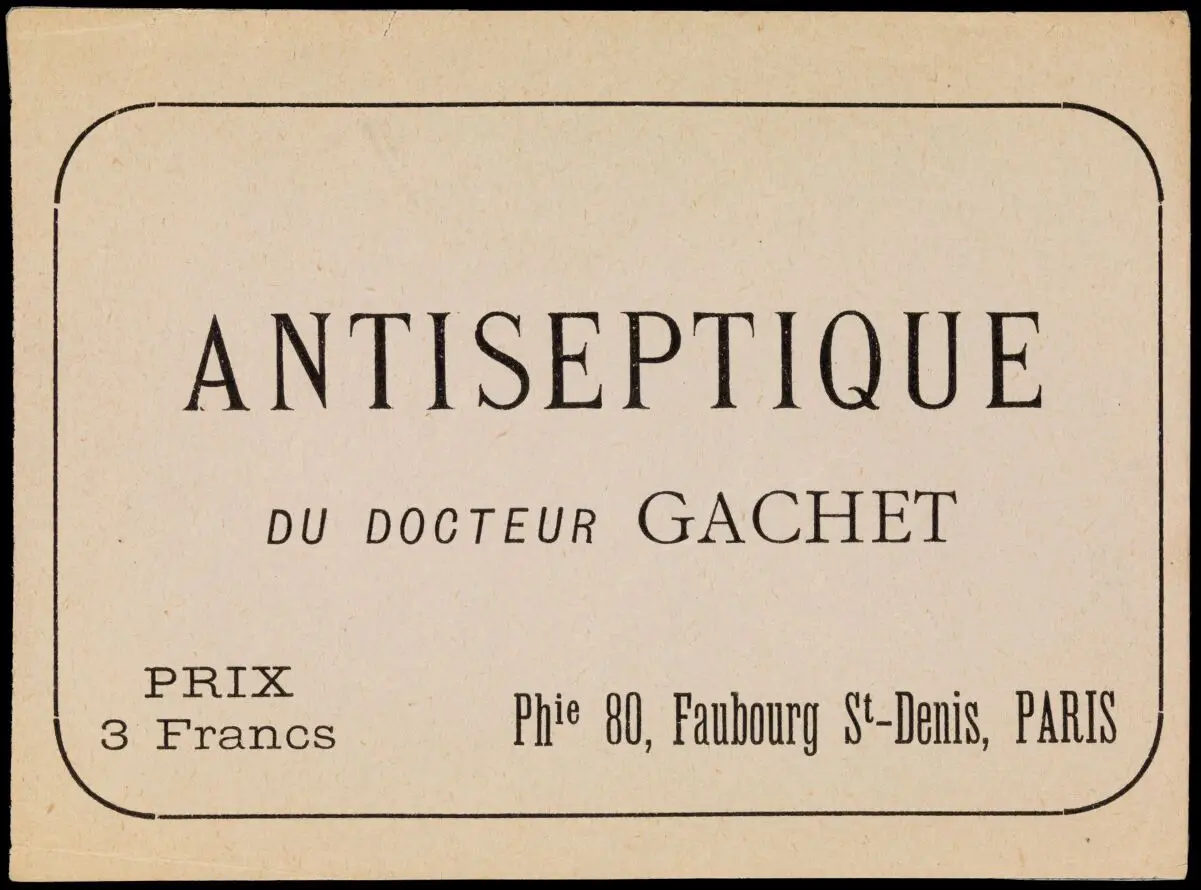 ANTISEPTIQUE
DU DOCTEUR GACHET
PRIX
3 Francs
Phie 80, Faubourg St-Denis, PARIS